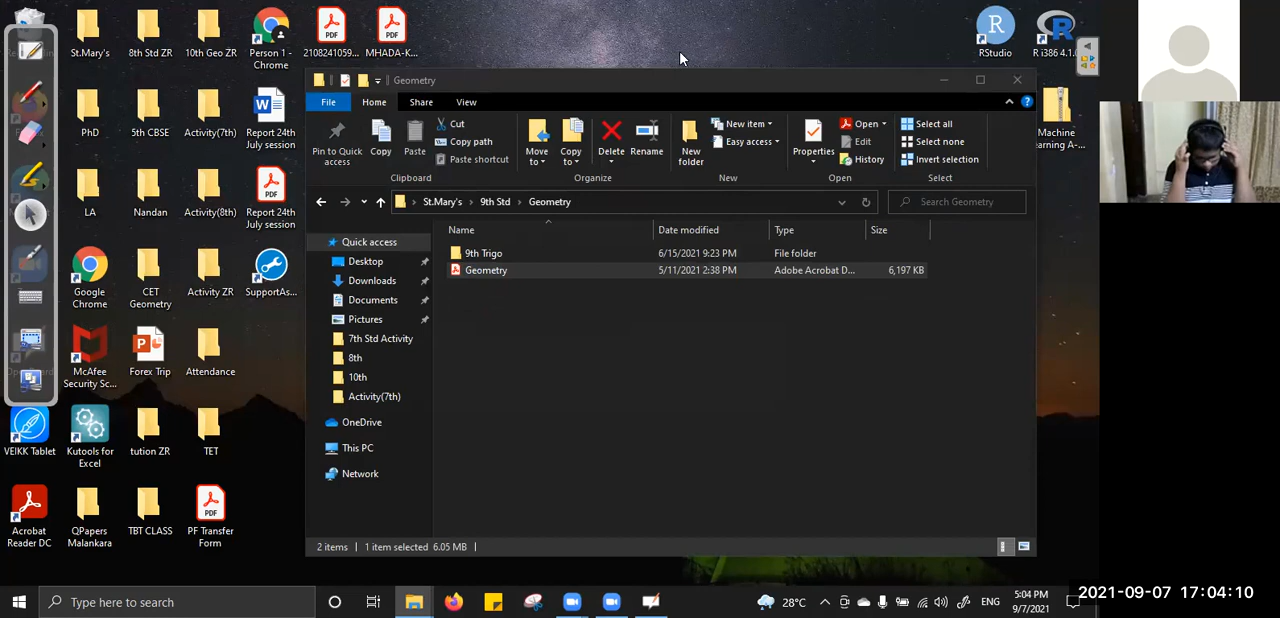 St.Mary's
8th Std ZR
10th Geo ZR
Person 1 -
Chrome
2108241059...
MHADA-K...
RStudio
R i386 4.1.0
PhD
5th CBSE
Activity(7th)
Report 24th
July session
LA
Nandan
Activity(8th)
Report 24th
July session
Google
Chrome
CET
Geometry
Activity ZR
SupportAs...
McAfee
Security Sc...
Forex Trip
Attendance
VEIKK Tablet
Kutools for
Excel
tution ZR
TET
Acrobat
Reader DC
QPapers
Malankara
TBT CLASS
PF Transfer
Form
Machine
Learning A-...
Geometry
File
Home
Share
View
Pin to Quick
access
Copy
Paste
Cut
Copy path
Paste shortcut
Clipboard
Move
to
Copy
to
Delete
Rename
Organize
New
folder
New item
Easy access
New
Properties
Open
Edit
History
Open
Select all
Select none
Invert selection
Select
St.Mary's > 9th Std > Geometry
Search Geometry
Name
Date modified
Type
Size
9th Trigo 6/15/2021 9:23 PM File folder
Geometry 5/11/2021 2:38 PM Adobe Acrobat D... 6,197 KB
Quick access
Desktop
Downloads
Documents
Pictures
7th Std Activity
8th
10th
Activity(7th)
OneDrive
This PC
Network
2 items 1 item selected 6.05 MB
Type here to search
28°C
ENG
5:04 PM
9/7/2021
2021-09-07 17:04:10